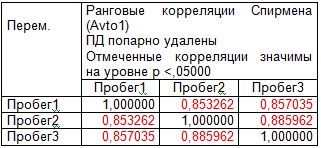 Перем.
Ранговые корреляции Спирмена
(Avto1)
ПД попарно удалены
Отмеченные корреляции значимы
на уровне p <,05000
Пробег1 Пробег2 Пробег3
Пробег1 1,000000 0,853262 0,857035
Пробег2 0,853262 1,000000 0,885962
Пробег3 0,857035 0,885962 1,000000